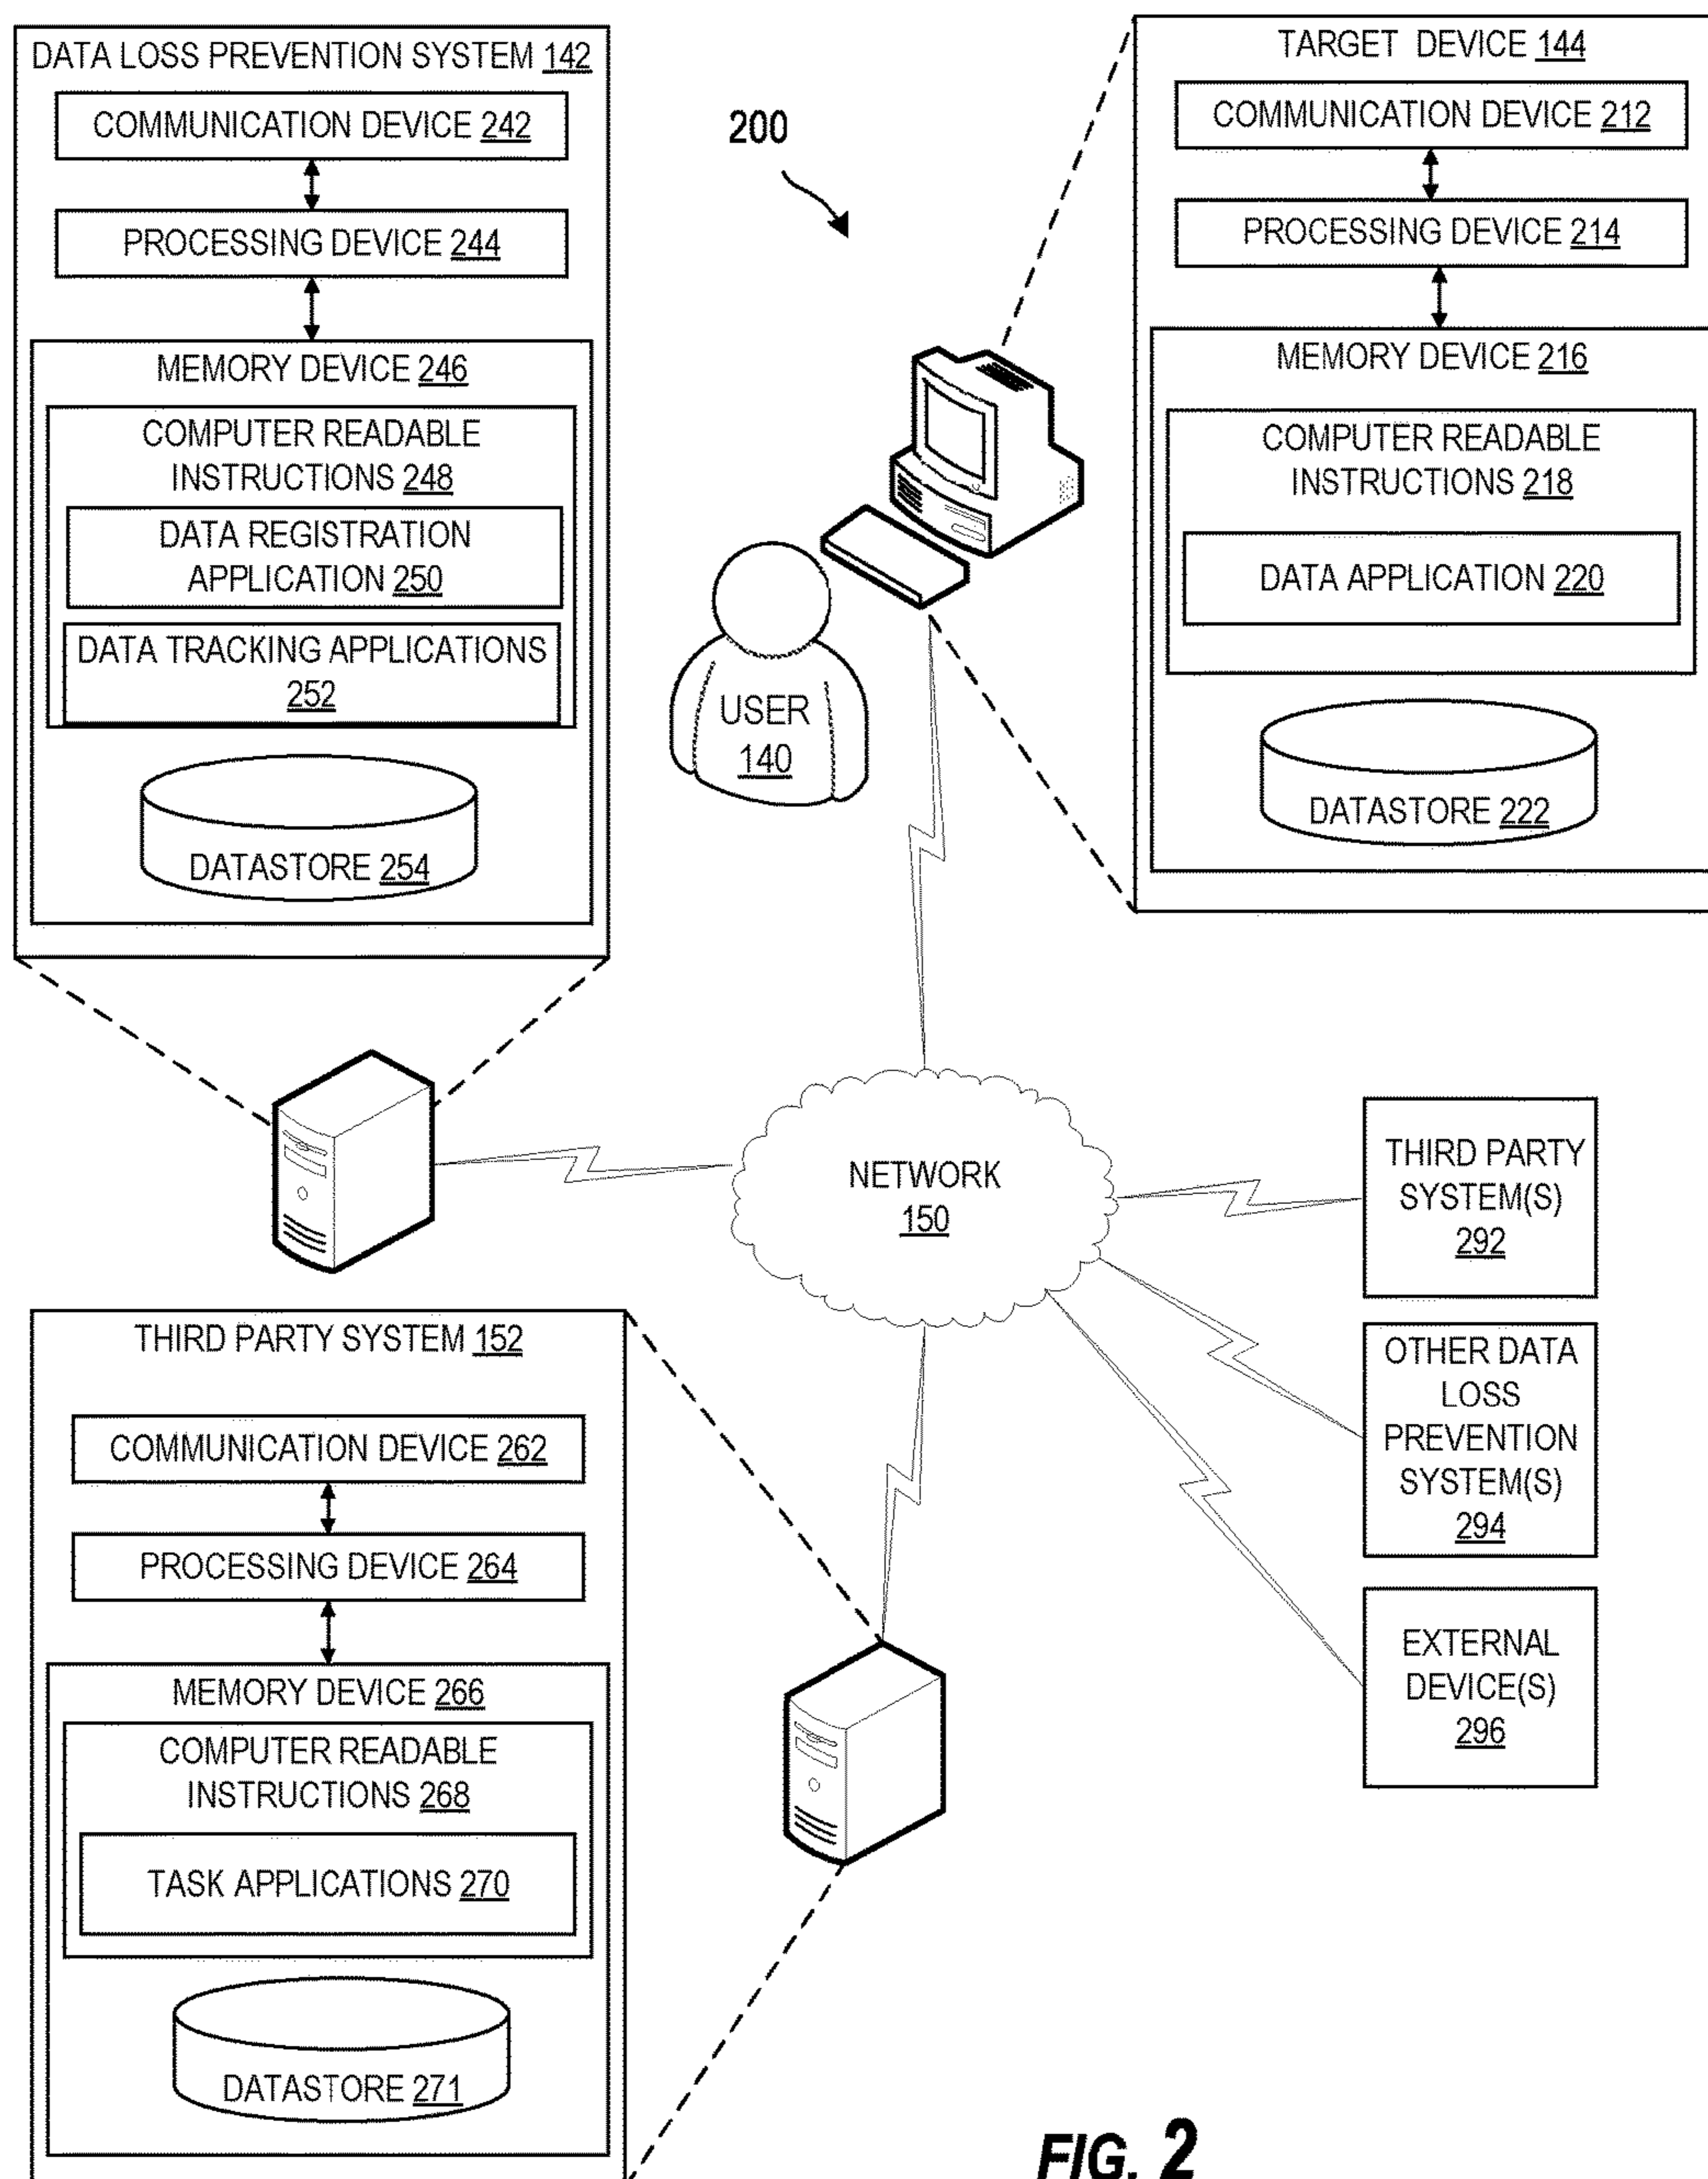 DATA LOSS PREVENTION SYSTEM 142
COMMUNICATION DEVICE 242
PROCESSING DEVICE 244
MEMORY DEVICE 246
COMPUTER READABLE
INSTRUCTIONS 248
DATA REGISTRATION
APPLICATION 250
DATA TRACKING APPLICATIONS
252
DATASTORE 254
200
USER
140
TARGET DEVICE 144
COMMUNICATION DEVICE 212
PROCESSING DEVICE 214
MEMORY DEVICE 216
COMPUTER READABLE
INSTRUCTIONS 218
DATA APPLICATION 220
DATASTORE 222
NETWORK
150
THIRD PARTY
SYSTEM(S)
292
OTHER DATA
LOSS
PREVENTION
SYSTEM(S)
294
EXTERNAL
DEVICE(S)
296
THIRD PARTY SYSTEM 152
COMMUNICATION DEVICE 262
PROCESSING DEVICE 264
MEMORY DEVICE 266
COMPUTER READABLE
INSTRUCTIONS 268
TASK APPLICATIONS 270
DATASTORE 271
FIG. 2